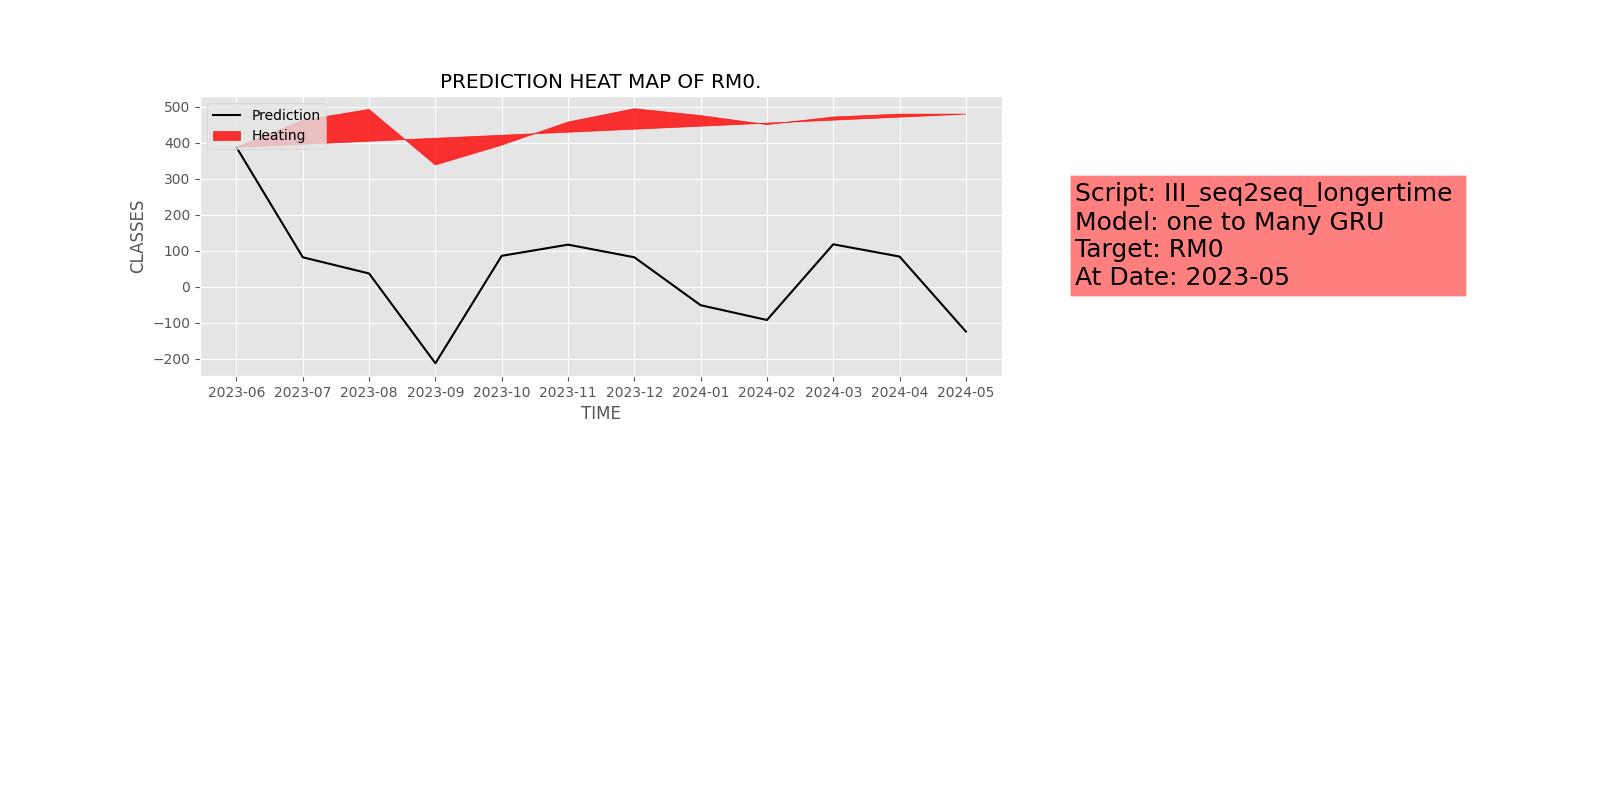 PREDICTION HEAT MAP OF RM0.
Prediction
Heating
500
400
300
200
100
0
−100
−200
CLASSES
2023-06 2023-07 2023-08 2023-09 2023-10 2023-11 2023-12 2024-01 2024-02 2024-03 2024-04 2024-05
TIME
Script: III_seq2seq_longertime
Model: one to Many GRU
Target: RM0
At Date: 2023-05